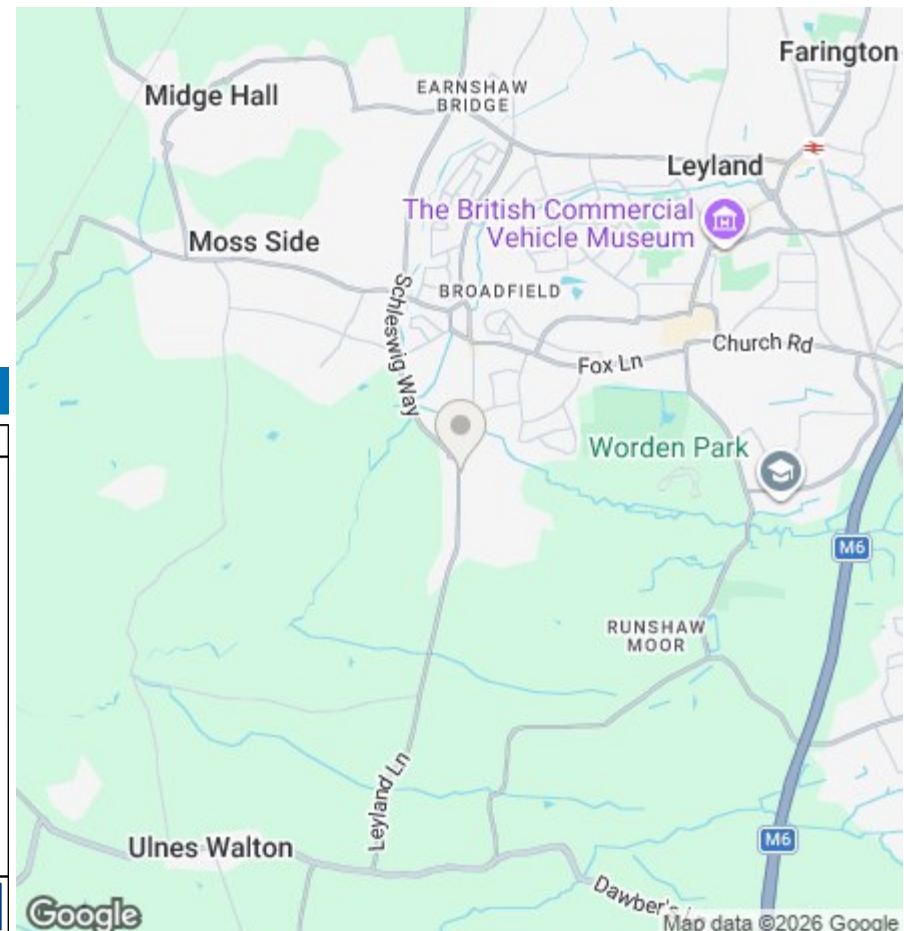 Farington
Midge Hall
EARNSHAW
BRIDGE
Leyland
The British Commercial
Vehicle Museum
Moss Side
BROADFIELD
Schleswig Way
Church Rd
Fox Ln
Worden Park
M6
RUNSHAW
MOOR
Leyland Ln
Ulnes Walton
M6
Dawber's
Google
Map data ©2026 Google